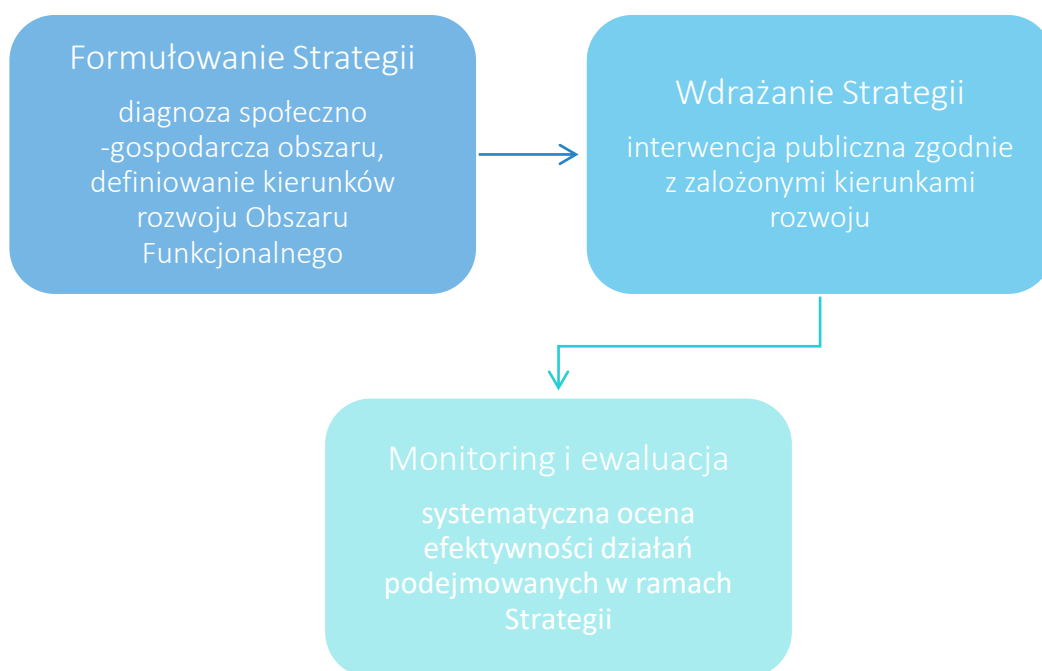 Formułowanie Strategii
diagnoza społeczno
-gospodarcza obszaru,
definiowanie kierunków
rozwoju Obszaru
Funkcjonalnego
Wdrażanie Strategii
interwencja publiczna zgodnie
z zalożonymi kierunkami
rozwoju
Monitoring i ewaluacja
systematyczna ocena
efektywności działań
podejmowanych w ramach
Strategii